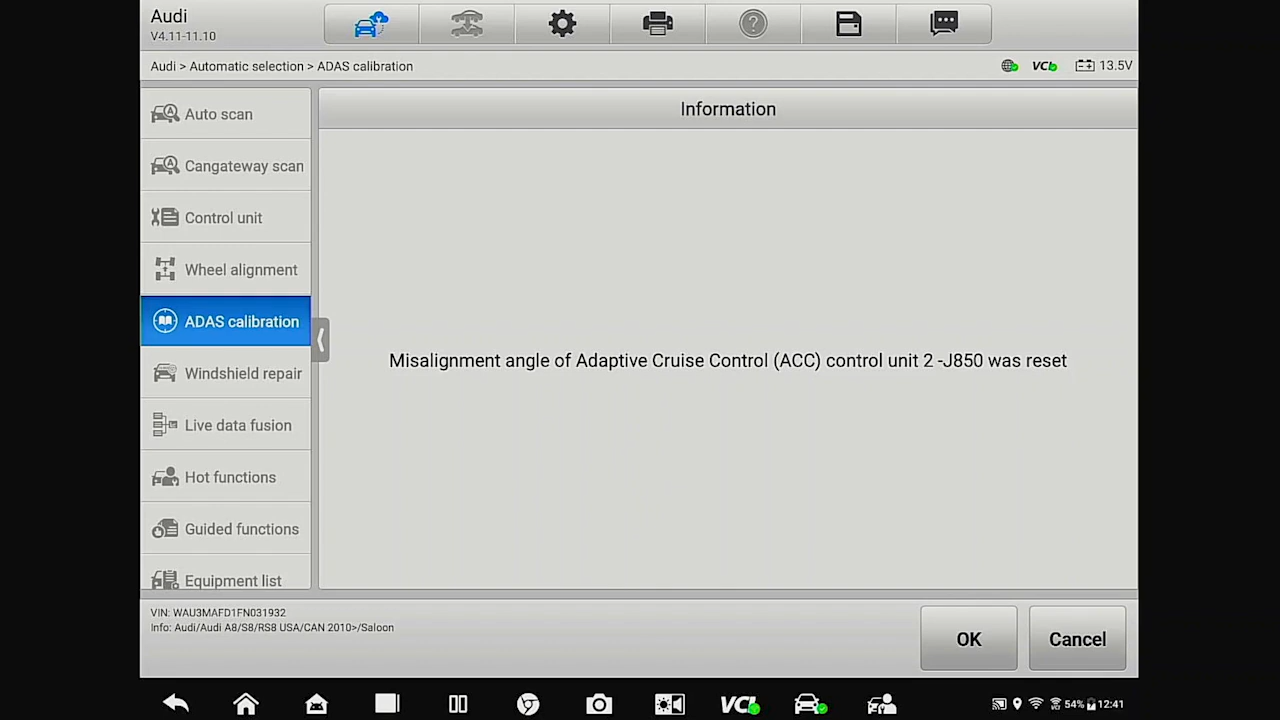 Audi
V4.11-11.10
Audi > Automatic selection > ADAS calibration
VCI
13.5V
Auto scan
Cangateway scan
Control unit
Wheel alignment
ADAS calibration
Windshield repair
Live data fusion
Hot functions
Guided functions
Equipment list
Information
Misalignment angle of Adaptive Cruise Control (ACC) control unit 2 -J850 was reset
VIN: WAU3MAFD1FN031932
Info: Audi/Audi A8/S8/RS8 USA/CAN 2010>/Saloon
OK
Cancel
VCI
54%
12:41